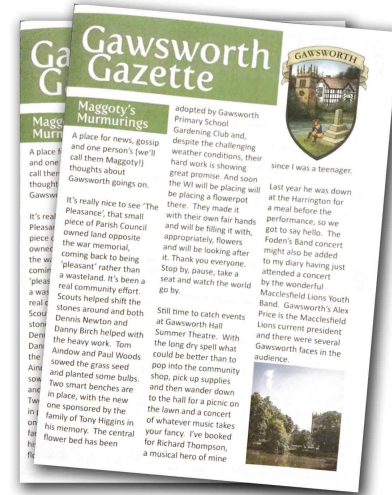 Gawsworth
Gazette
GAWSWORTH
Maggoty's
Murmurings
A place for news, gossip
and one person's (we'll
call them Maggoty!)
thoughts about
Gawsworth goings on.
It's really nice to see 'The
Pleasance', that small
piece of Parish Council
owned land opposite
the war memorial,
coming back to being
'pleasant' rather than
a wasteland. It's been a
real community effort.
Scouts helped shift the
stones around and both
Dennis Newton and
Danny Birch helped with
the heavy work. Tom
Aindow and Paul Woods
sowed the grass seed
and planted some bulbs.
Two smart benches are
in place, with the new
one sponsored by the
family of Tony Higgins in
his memory. The central
flower bed has been
adopted by Gawsworth
Primary School
Gardening Club and,
despite the challenging
weather conditions, their
hard work is showing
great promise. And soon
the WI will be placing will
be placing a flowerpot
there. They made it
with their own fair hands
and will be filling it with,
appropriately, flowers
and will be looking after
it. Thank you everyone.
Stop by, pause, take a
seat and watch the world
go by.
Still time to catch events
at Gawsworth Hall
Summer Theatre. With
the long dry spell what
could be better than to
pop into the community
shop, pick up supplies
and then wander down
to the hall for a picnic on
the lawn and a concert
of whatever music takes
your fancy. I've booked
for Richard Thompson,
a musical hero of mine
since I was a teenager.
Last year he was down
at the Harrington for
a meal before the
performance, so we
got to say hello. The
Foden's Band concert
might also be added
to my diary having just
attended a concert
by the wonderful
Macclesfield Lions Youth
Band. Gawsworth's Alex
Price is the Macclesfield
Lions current president
and there were several
Gawsworth faces in the
audience.